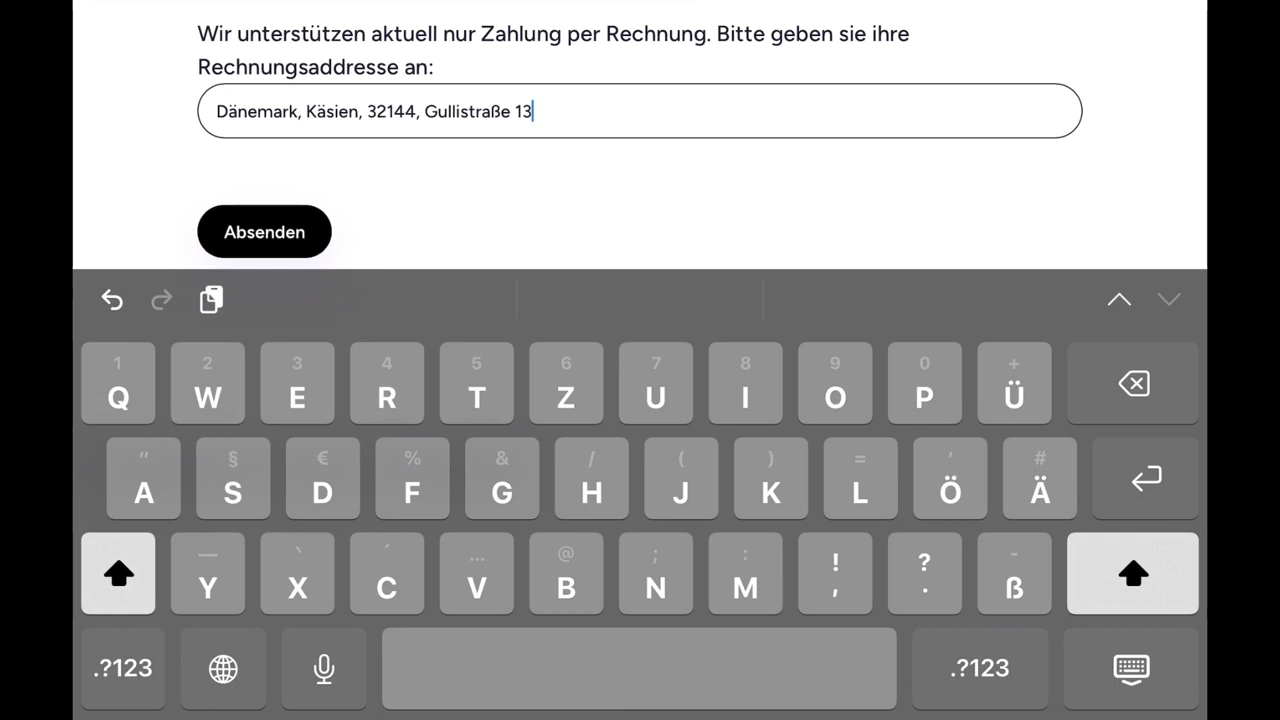 Wir unterstützen aktuell nur Zahlung per Rechnung. Bitte geben sie ihre
Rechnungsaddresse an:
Dänemark, Käsien, 32144, Gullistraße 13
Absenden
1 2 3 4 5 6 7 8 9 0 +
Q W E R T Z U I O P Ü
" § € % & / ( ) = ' #
A S D F G H J K L Ö Ä
— ` ´ ... @ ; : ! ? -
Y X C V B N M , . ß
.?123 .?123